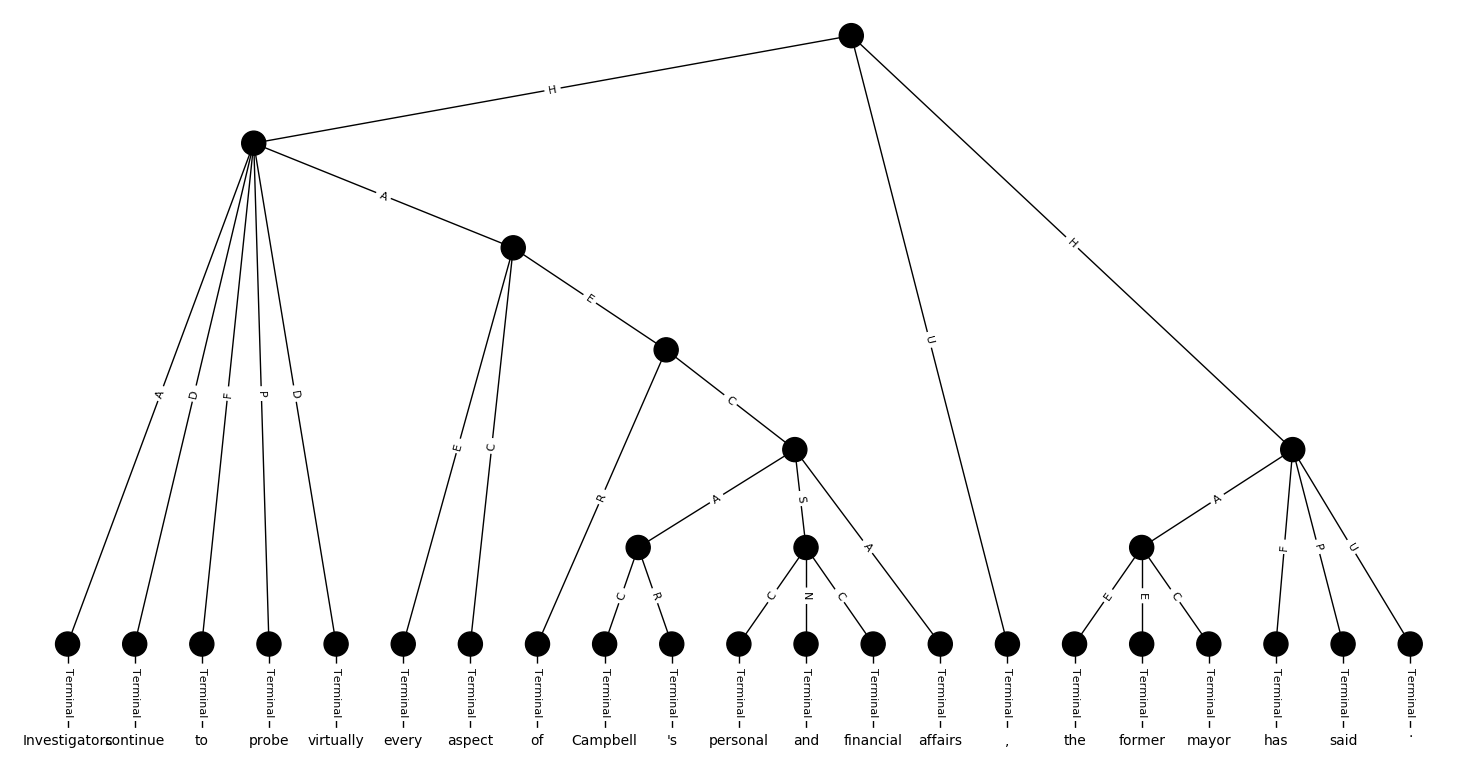 H
A
H
E
U
A D F P D
E C
C
R
A S A
A F P U
C R
C N C
E E C
Terminal Terminal Terminal Terminal Terminal Terminal Terminal Terminal Terminal Terminal Terminal Terminal Terminal Terminal Terminal Terminal Terminal Terminal Terminal Terminal Terminal
Investigators continue to probe virtually every aspect of Campbell 's personal and financial affairs , the former mayor has said .